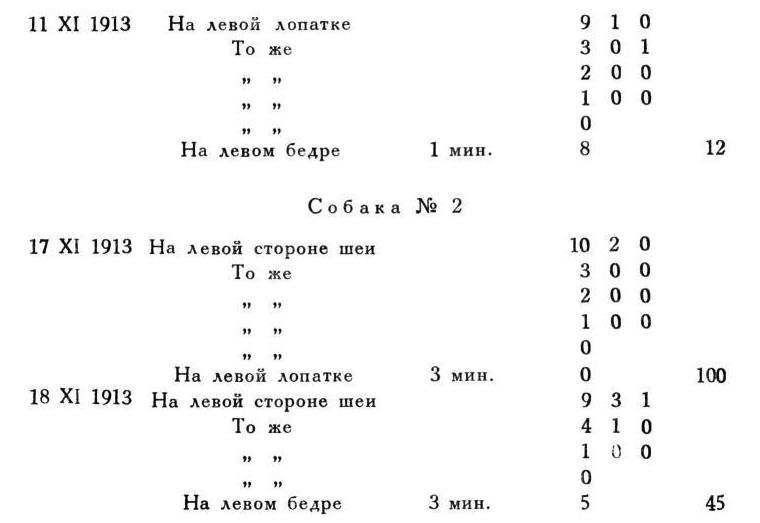 11 XI 1913 На левой лопатке 9 1 0
То же 3 0 1
„ „ 2 0 0
„ „ 1 0 0
„ „ 0
На левом бедре 1 мин. 8 12
Собака № 2
17 XI 1913 На левой стороне шеи 10 2 0
То же 3 0 0
„ „ 2 0 0
„ „ 1 0 0
„ „ 0
На левой лопатке 3 мин. 0 100
18 XI 1913 На левой стороне шеи 9 3 1
То же 4 1 0
„ „ 1 0 0
„ „ 0
На левом бедре 3 мин. 5 45